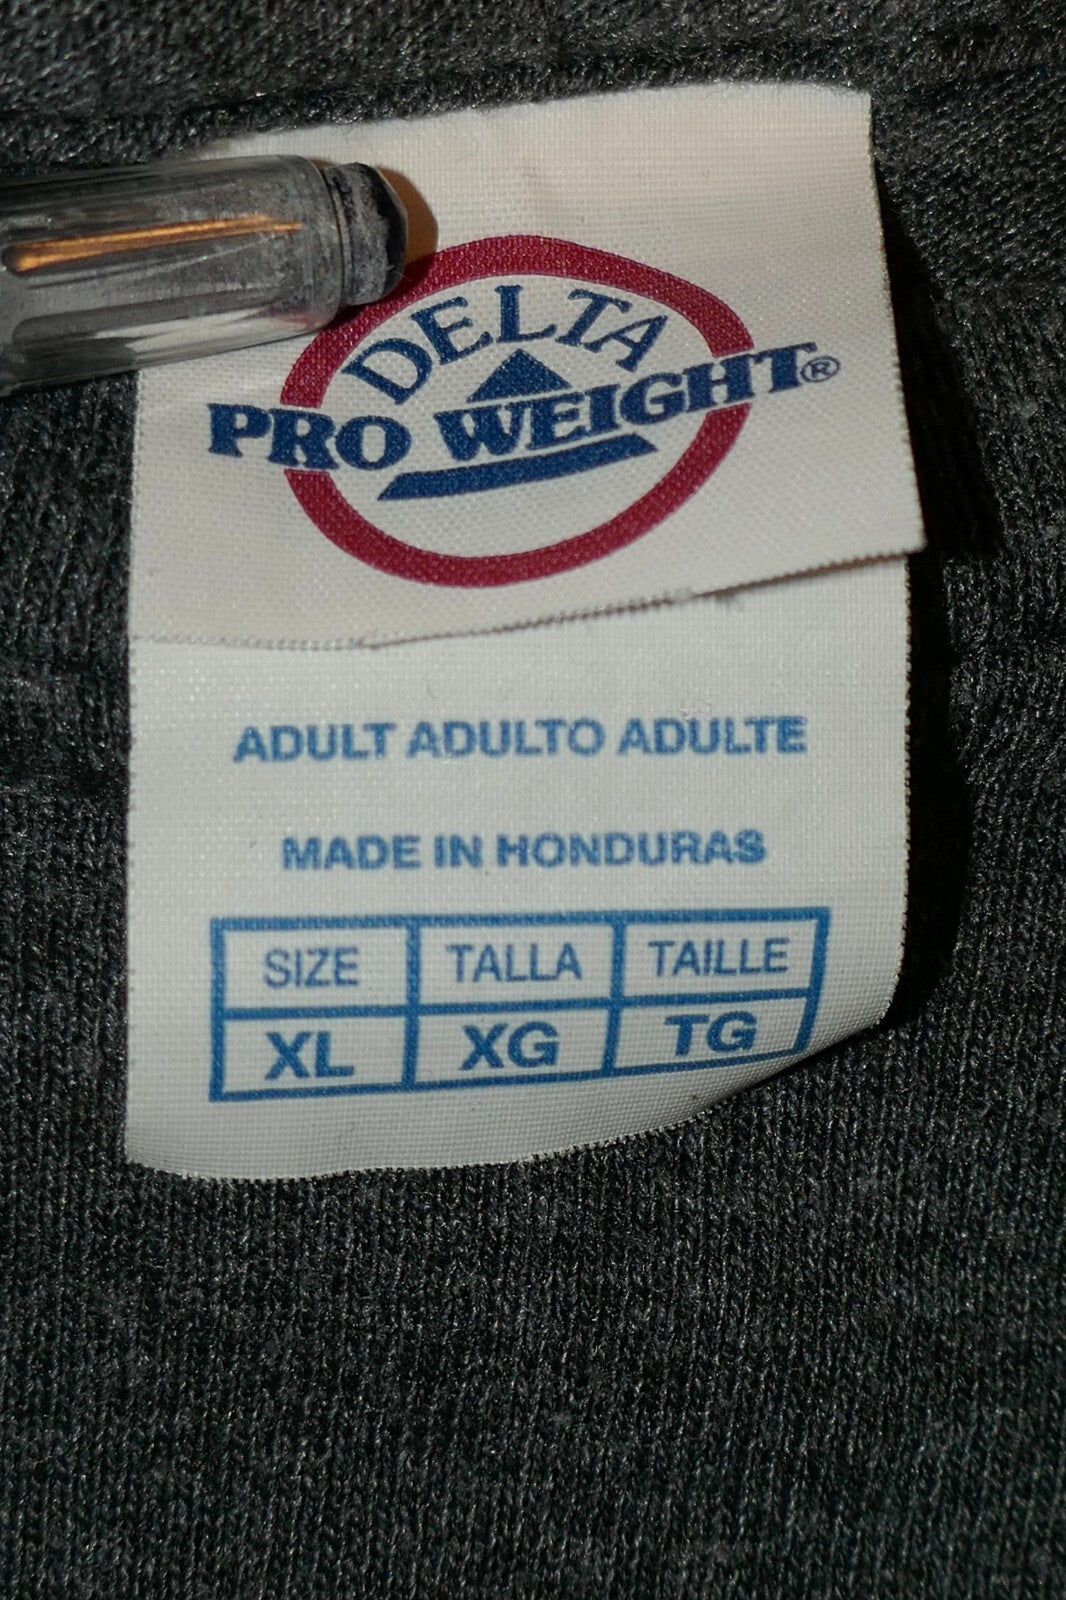 DELTA
PRO WEIGHT®
ADULT ADULTO ADULTE
MADE IN HONDURAS
SIZE TALLA TAILLE
XL XG TG